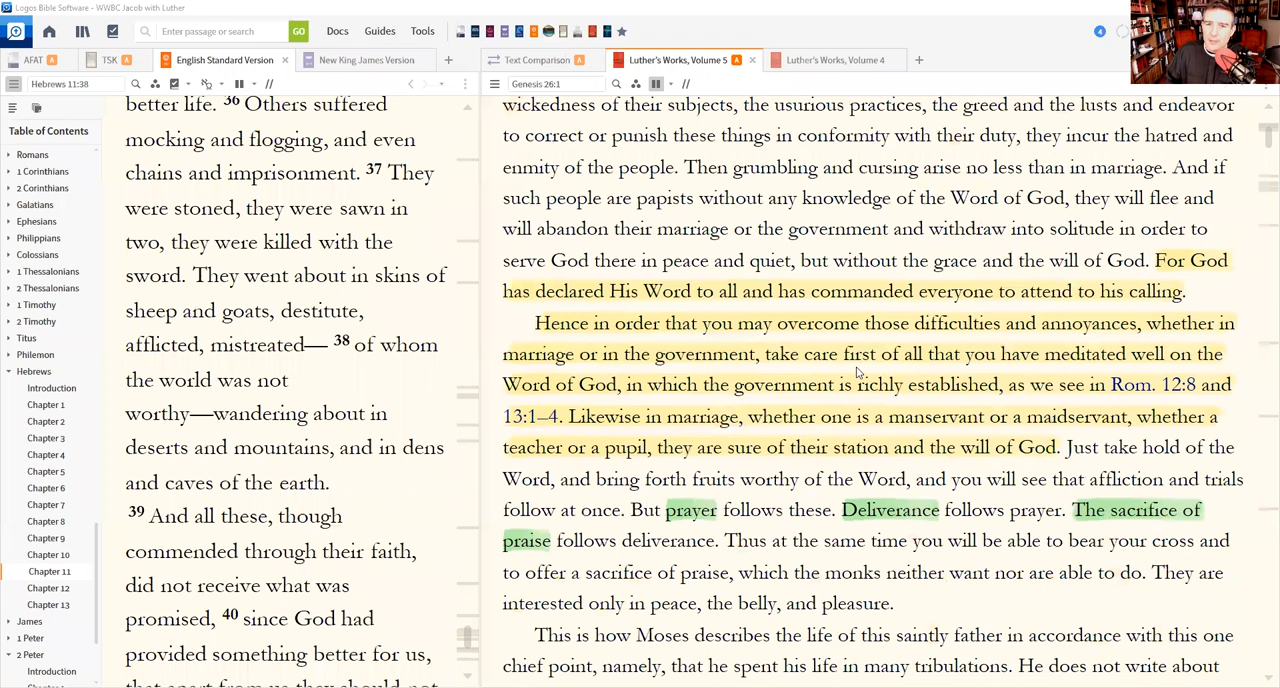 Logos Bible Software - WWBC Jacob with Luther
Enter passage or search
GO
Docs
Guides
Tools
4
AFAT A
TSK A
English Standard Version
New King James Version
Text Comparison A
Luther's Works, Volume 5 A
Luther's Works, Volume 4
Hebrews 11:38
Genesis 26:1
Table of Contents
Romans
1 Corinthians
2 Corinthians
Galatians
Ephesians
Philippians
Colossians
1 Thessalonians
2 Thessalonians
1 Timothy
2 Timothy
Titus
Philemon
Hebrews
Introduction
Chapter 1
Chapter 2
Chapter 3
Chapter 4
Chapter 5
Chapter 6
Chapter 7
Chapter 8
Chapter 9
Chapter 10
Chapter 11
Chapter 12
Chapter 13
James
1 Peter
2 Peter
Introduction
better life. 36 Others suffered
mocking and flogging, and even
chains and imprisonment. 37 They
were stoned, they were sawn in
two, they were killed with the
sword. They went about in skins of
sheep and goats, destitute,
afflicted, mistreated— 38 of whom
the world was not
worthy—wandering about in
deserts and mountains, and in dens
and caves of the earth.
39 And all these, though
commended through their faith,
did not receive what was
promised, 40 since God had
provided something better for us,
that apart from us they should not
wickedness of their subjects, the usurious practices, the greed and the lusts and endeavor
to correct or punish these things in conformity with their duty, they incur the hatred and
enmity of the people. Then grumbling and cursing arise no less than in marriage. And if
such people are papists without any knowledge of the Word of God, they will flee and
will abandon their marriage or the government and withdraw into solitude in order to
serve God there in peace and quiet, but without the grace and the will of God. For God
has declared His Word to all and has commanded everyone to attend to his calling.
Hence in order that you may overcome those difficulties and annoyances, whether in
marriage or in the government, take care first of all that you have meditated well on the
Word of God, in which the government is richly established, as we see in Rom. 12:8 and
13:1–4. Likewise in marriage, whether one is a manservant or a maidservant, whether a
teacher or a pupil, they are sure of their station and the will of God. Just take hold of the
Word, and bring forth fruits worthy of the Word, and you will see that affliction and trials
follow at once. But prayer follows these. Deliverance follows prayer. The sacrifice of
praise follows deliverance. Thus at the same time you will be able to bear your cross and
to offer a sacrifice of praise, which the monks neither want nor are able to do. They are
interested only in peace, the belly, and pleasure.
This is how Moses describes the life of this saintly father in accordance with this one
chief point, namely, that he spent his life in many tribulations. He does not write about